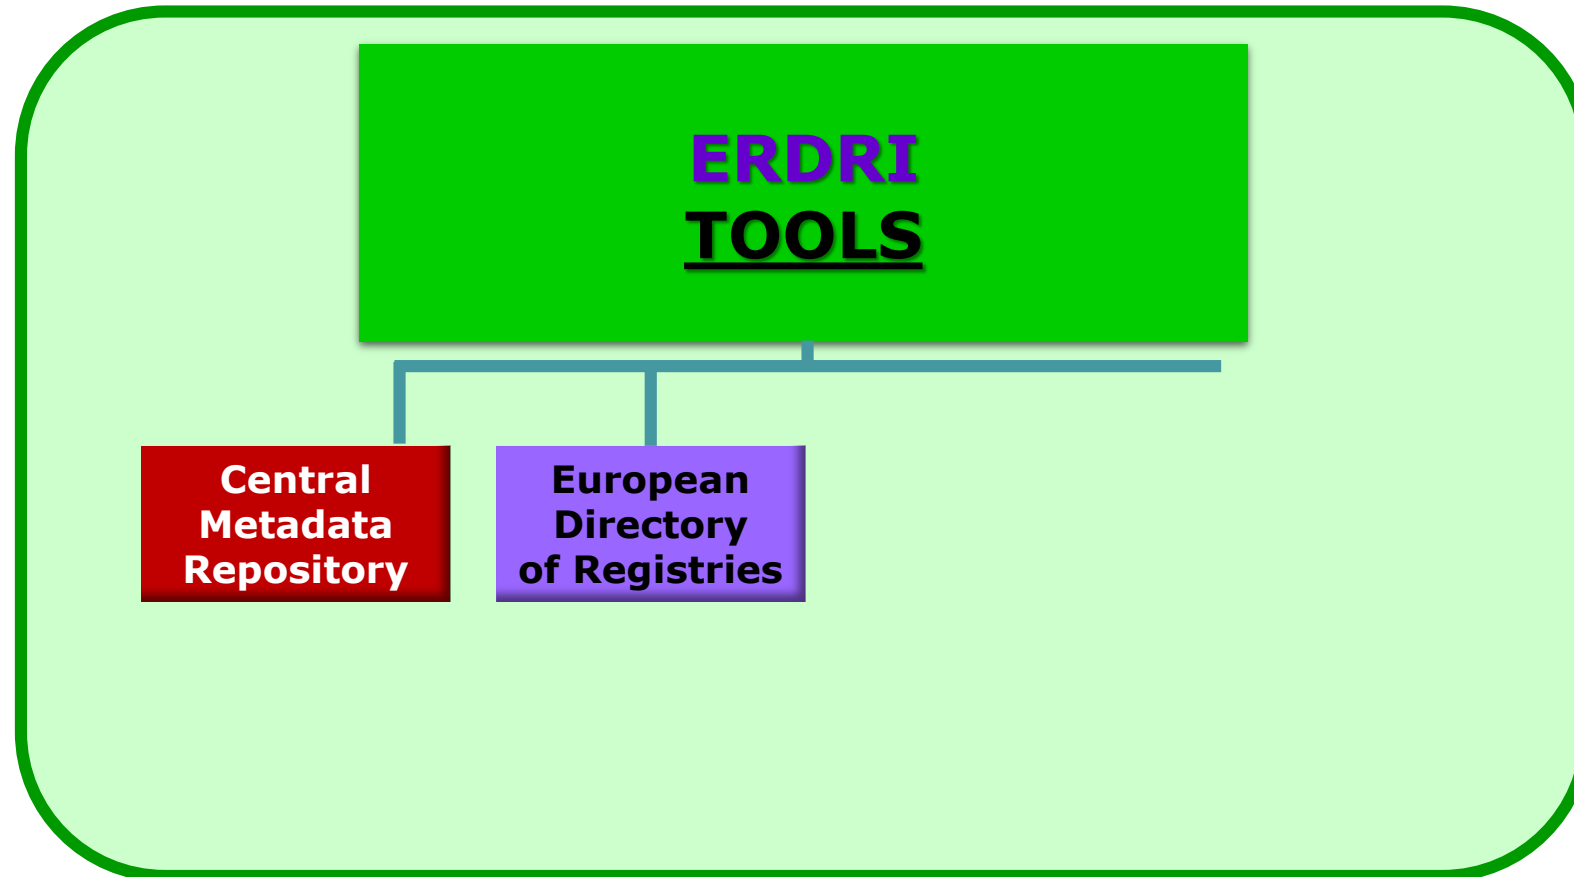 ERDRI
TOOLS
Central
Metadata
Repository
European
Directory
of Registries